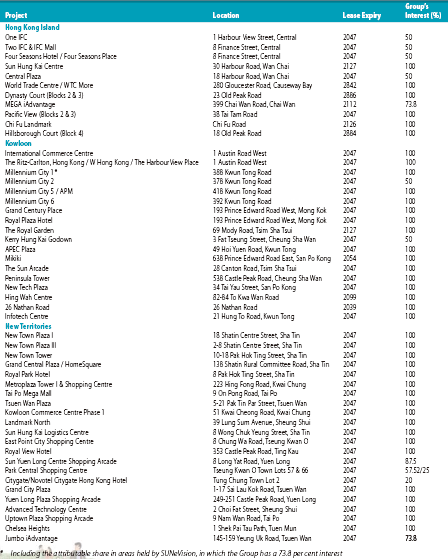 Project Location Lease Expiry Group's Interest (%)
Hong Kong Island
One IFC 1 Harbour View Street, Central 2047 50
Two IFC & IFC Mall 8 Finance Street, Central 2047 50
Four Seasons Hotel / Four Seasons Place 8 Finance Street, Central 2047 50
Sun Hung Kai Centre 30 Harbour Road, Wan Chai 2127 100
Central Plaza 18 Harbour Road, Wan Chai 2047 50
World Trade Centre / WTC More 280 Gloucester Road, Causeway Bay 2842 100
Dynasty Court (Blocks 2 & 3) 23 Old Peak Road 2886 100
MEGA iAdvantage 399 Chai Wan Road, Chai Wan 2112 73.8
Pacific View (Blocks 2 & 3) 38 Tai Tam Road 2047 100
Chi Fu Landmark Chi Fu Road 2126 100
Hillsborough Court (Block 4) 18 Old Peak Road 2884 100
Kowloon
International Commerce Centre 1 Austin Road West 2047 100
The Ritz-Carlton, Hong Kong / W Hong Kong / The HarbourView Place 1 Austin Road West 2047 100
Millennium City 1* 388 Kwun Tong Road 2047 100
Millennium City 2 378 Kwun Tong Road 2047 50
Millennium City 5 / APM 418 Kwun Tong Road 2047 100
Millennium City 6 392 Kwun Tong Road 2047 100
Grand Century Place 193 Prince Edward Road West, Mong Kok 2047 100
Royal Plaza Hotel 193 Prince Edward Road West, Mong Kok 2047 100
The Royal Garden 69 Mody Road, Tsim Sha Tsui 2127 100
Kerry Hung Kai Godown 3 Fat Tseung Street, Cheung Sha Wan 2047 50
APEC Plaza 49 Hoi Yuen Road, Kwun Tong 2047 100
Mikiki 638 Prince Edward Road East, San Po Kong 2054 100
The Sun Arcade 28 Canton Road, Tsim Sha Tsui 2047 100
Peninsula Tower 538 Castle Peak Road, Cheung Sha Wan 2047 100
New Tech Plaza 34 Tai Yau Street, San Po Kong 2047 100
Hing Wah Centre 82-84 To Kwa Wan Road 2099 100
26 Nathan Road 26 Nathan Road 2039 100
Infotech Centre 21 Hung To Road, Kwun Tong 2047 100
New Territories
New Town Plaza I 18 Shatin Centre Street, Sha Tin 2047 100
New Town Plaza III 2-8 Shatin Centre Street, Sha Tin 2047 100
New Town Tower 10-18 Pak Hok Ting Street, Sha Tin 2047 100
Grand Central Plaza / HomeSquare 138 Shatin Rural Committee Road, Sha Tin 2047 100
Royal Park Hotel 8 Pak Hok Ting Street, Sha Tin 2047 100
Metroplaza Tower I & Shopping Centre 223 Hing Fong Road, Kwai Chung 2047 100
Tai Po Mega Mall 9 On Pong Road, Tai Po 2047 100
Tsuen Wan Plaza 5-21 Pak Tin Par Street, Tsuen Wan 2047 100
Kowloon Commerce Centre Phase 1 51 Kwai Cheong Road, Kwai Chung 2047 100
Landmark North 39 Lung Sum Avenue, Sheung Shui 2047 100
Sun Hung Kai Logistics Centre 8 Wong Chuk Yeung Street, Sha Tin 2047 100
East Point City Shopping Centre 8 Chung Wa Road, Tseung Kwan O 2047 100
Royal View Hotel 353 Castle Peak Road, Ting Kau 2047 100
Sun Yuen Long Centre Shopping Arcade 8 Long Yat Road, Yuen Long 2047 87.5
Park Central Shopping Centre Tseung Kwan O Town Lots 57 & 66 2047 57.52/25
Citygate/Novotel Citygate Hong Kong Hotel Tung Chung Town Lot 2 2047 20
Grand City Plaza 1-17 Sai Lau Kok Road, Tsuen Wan 2047 100
Yuen Long Plaza Shopping Arcade 249-251 Castle Peak Road, Yuen Long 2047 100
Advanced Technology Centre 2 Choi Fat Street, Sheung Shui 2047 100
Uptown Plaza Shopping Arcade 9 Nam Wan Road, Tai Po 2047 100
Chelsea Heights 1 Shek Pai Tau Path, Tuen Mun 2047 100
Jumbo iAdvantage 145-159 Yeung Uk Road, Tsuen Wan 2047 73.8
* Including the attributable share in areas held by SUNeVision, in which the Group has a 73.8 per cent interest